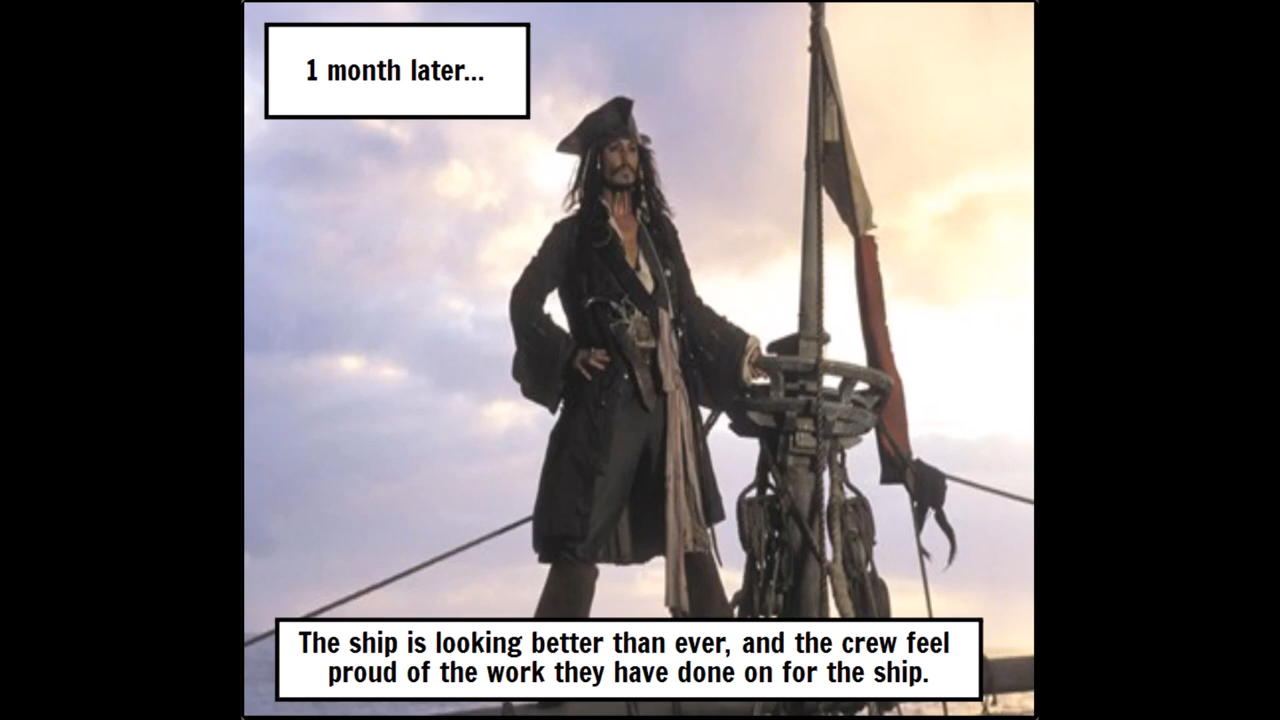 1 month later...
The ship is looking better than ever, and the crew feel
proud of the work they have done on for the ship.